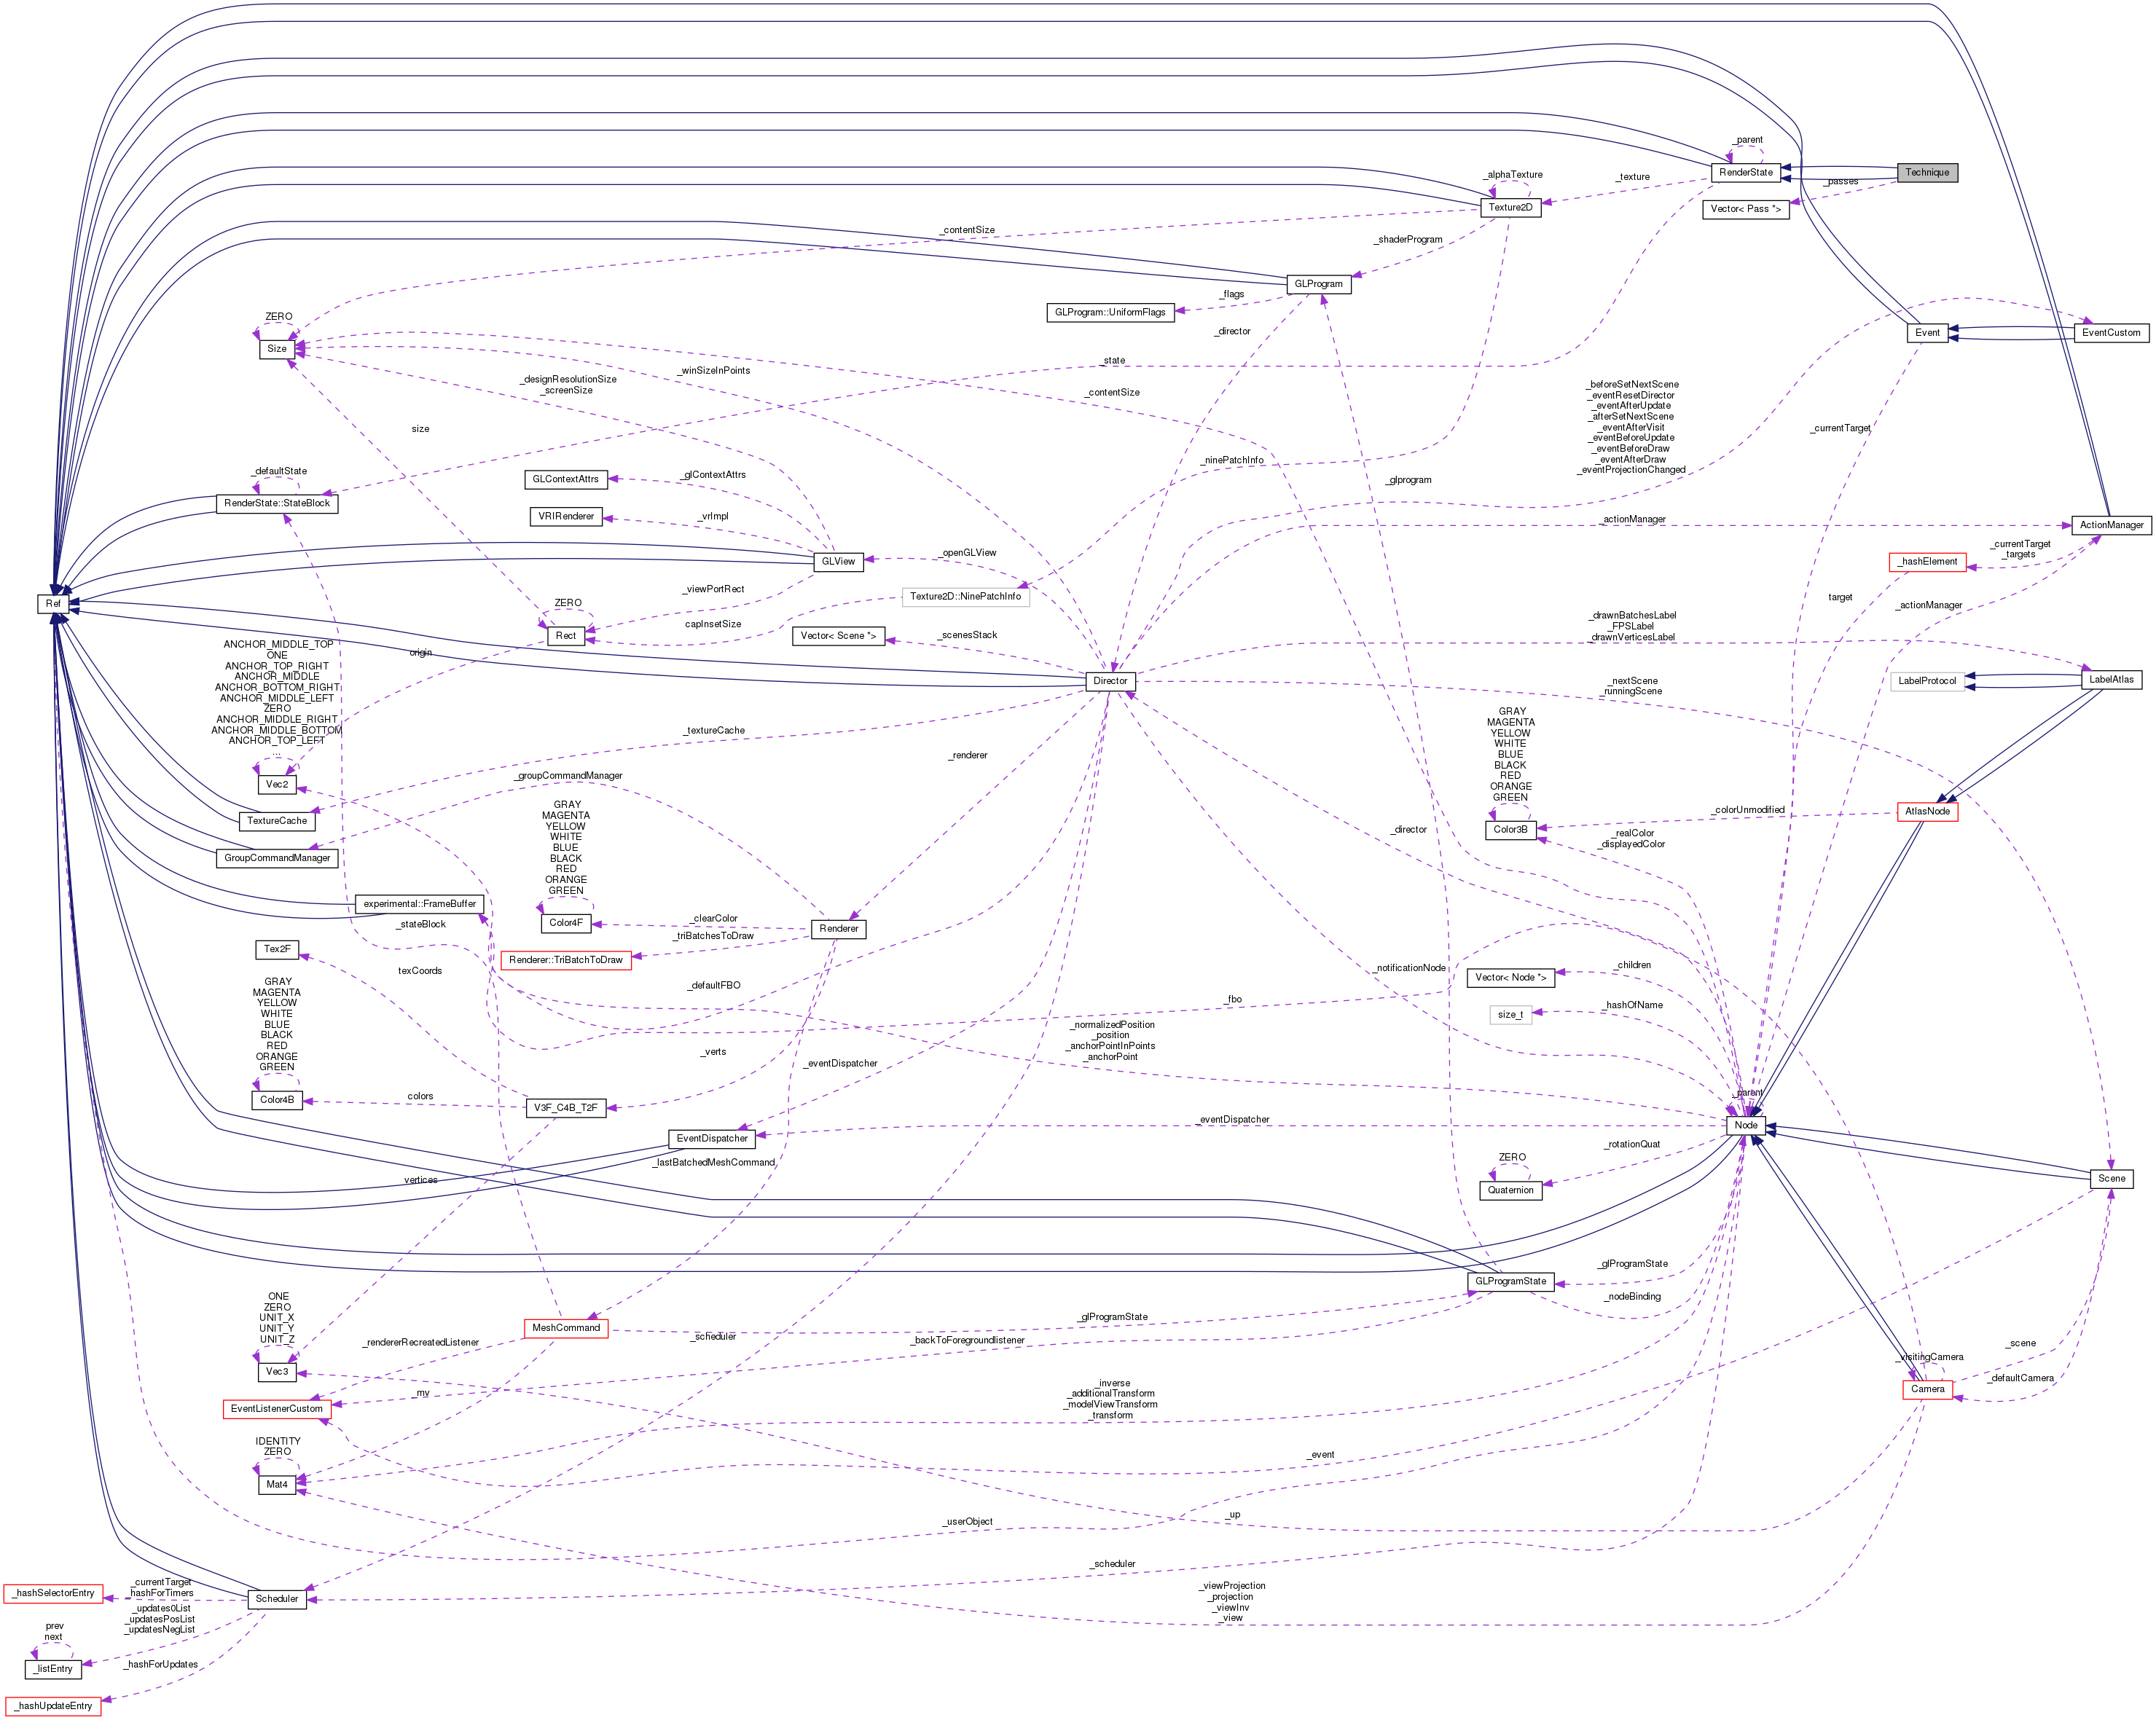 _parent
Technique
RenderState
_alphaTexture
_texture
_passes
Texture2D
Vector< Pass *>
_contentSize
_shaderProgram
GLProgram
_flags
GLProgram::UniformFlags
ZERO
_director
Event
EventCustom
Size
_state
_winSizeInPoints
_designResolutionSize
_screenSize
_contentSize
_beforeSetNextScene
_eventResetDirector
_eventAfterUpdate
_afterSetNextScene
_eventAfterVisit
_eventBeforeUpdate
_eventBeforeDraw
_eventAfterDraw
_eventProjectionChanged
size
_currentTarget
_defaultState
_glContextAttrs
_ninePatchInfo
_glprogram
GLContextAttrs
RenderState::StateBlock
VRIRenderer
_vrImpl
_actionManager
ActionManager
_currentTarget
_targets
_openGLView
GLView
_hashElement
_viewPortRect
Texture2D::NinePatchInfo
target
Ref
ZERO
capInsetSize
_actionManager
Rect
Vector< Scene *>
_scenesStack
_drawnBatchesLabel
_FPSLabel
_drawnVerticesLabel
origin
ANCHOR_MIDDLE_TOP
ONE
ANCHOR_TOP_RIGHT
ANCHOR_MIDDLE
ANCHOR_BOTTOM_RIGHT
ANCHOR_MIDDLE_LEFT
ZERO
ANCHOR_MIDDLE_RIGHT
ANCHOR_MIDDLE_BOTTOM
ANCHOR_TOP_LEFT
...
Director
_nextScene
_runningScene
LabelProtocol
LabelAtlas
_textureCache
_renderer
GRAY
MAGENTA
YELLOW
WHITE
BLUE
BLACK
RED
ORANGE
GREEN
Vec2
_groupCommandManager
TextureCache
_colorUnmodified
AtlasNode
Color3B
_director
_realColor
_displayedColor
GroupCommandManager
GRAY
MAGENTA
YELLOW
WHITE
BLUE
BLACK
RED
ORANGE
GREEN
experimental::FrameBuffer
_stateBlock
Color4F
_clearColor
Renderer
_triBatchesToDraw
Renderer::TriBatchToDraw
Tex2F
texCoords
_defaultFBO
_fbo
_notificationNode
Vector< Node *>
_children
_hashOfName
size_t
GRAY
MAGENTA
YELLOW
WHITE
BLUE
BLACK
RED
ORANGE
GREEN
_normalizedPosition
_position
_anchorPointInPoints
_anchorPoint
_verts
_eventDispatcher
Color4B
colors
V3F_C4B_T2F
_parent
Node
EventDispatcher
_eventDispatcher
_rotationQuat
_lastBatchedMeshCommand
ZERO
Quaternion
Scene
vertices
_glProgramState
GLProgramState
_nodeBinding
ONE
ZERO
UNIT_X
UNIT_Y
UNIT_Z
MeshCommand
_glProgramState
_rendererRecreatedListener
_scheduler
_backToForegroundlistener
_scene
_visitingCamera
Vec3
_defaultCamera
Camera
_mv
_inverse
_additionalTransform
_modelViewTransform
_transform
EventListenerCustom
IDENTITY
ZERO
_event
Mat4
_userObject
_up
_scheduler
_currentTarget
_hashForTimers
_hashSelectorEntry
Scheduler
_viewProjection
_projection
_viewInv
_view
_updates0List
_updatesPosList
_updatesNegList
prev
next
_listEntry
_hashForUpdates
_hashUpdateEntry